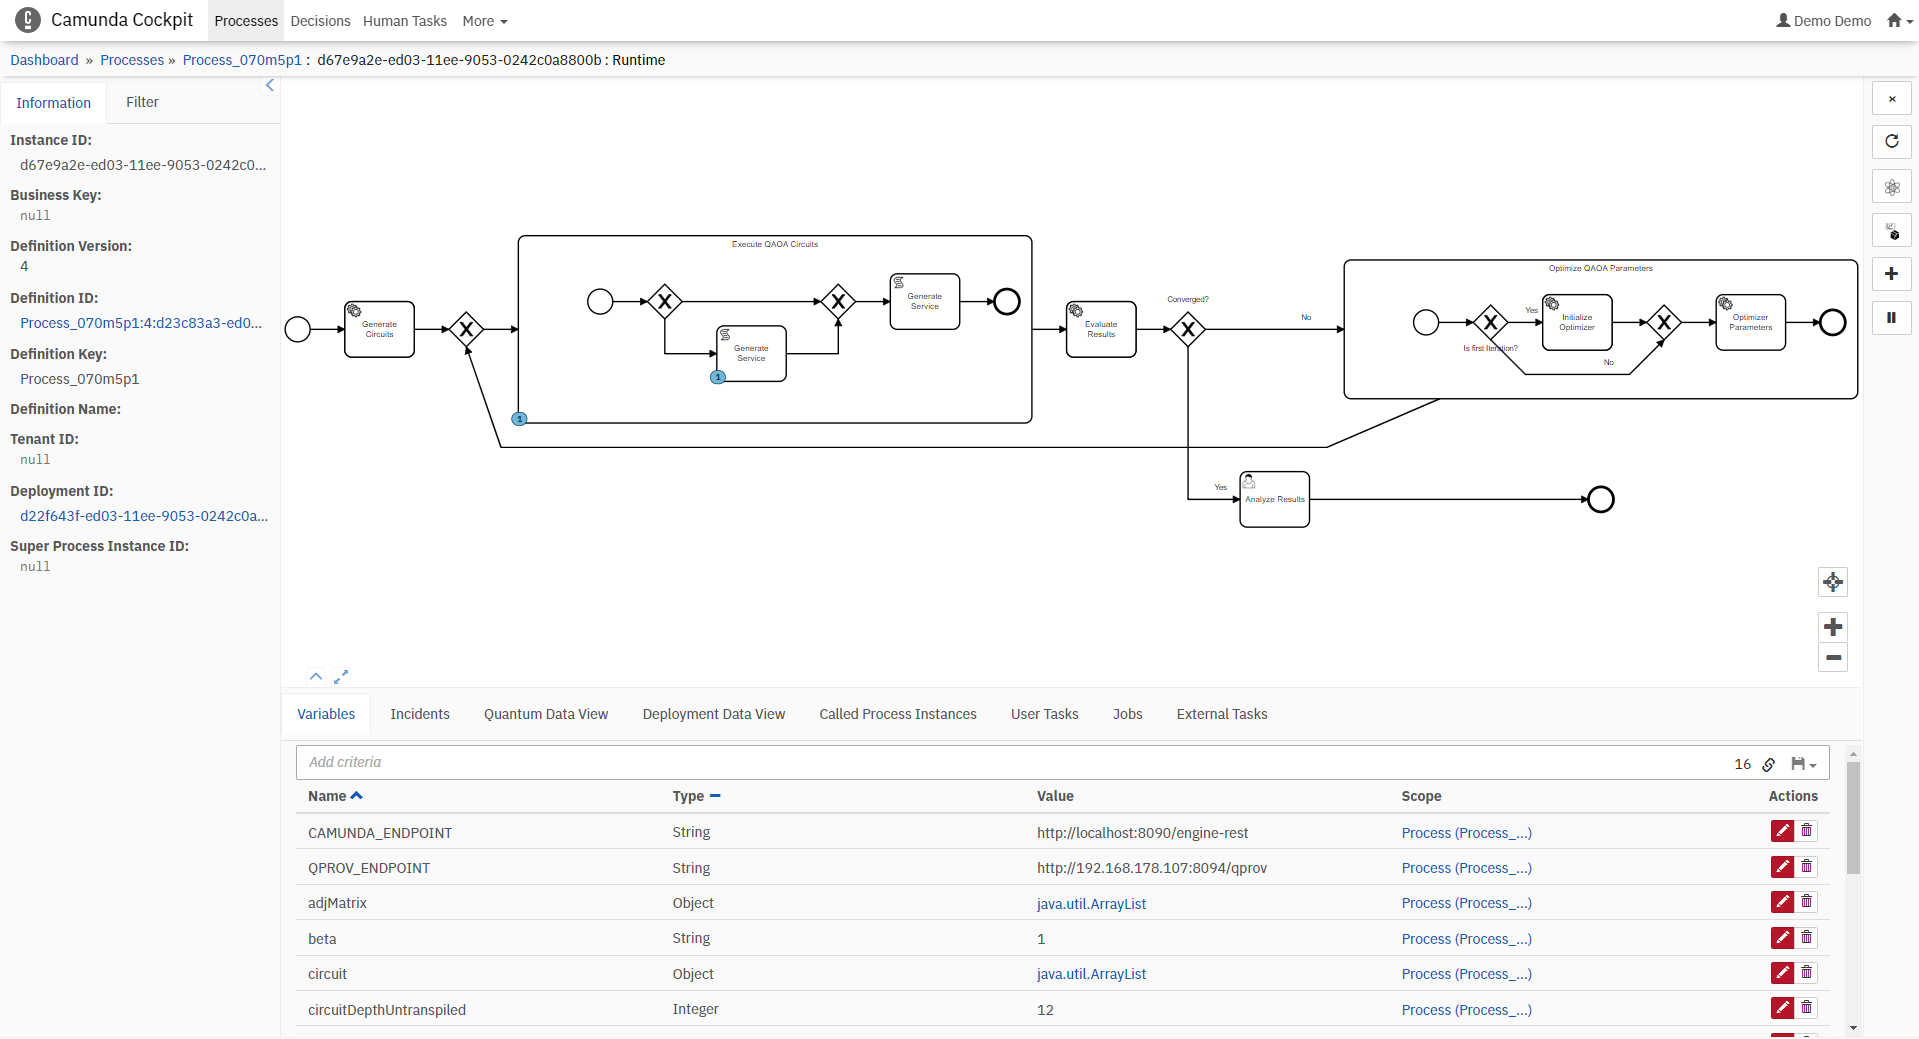 Camunda Cockpit Processes Decisions Human Tasks More Demo Demo
Dashboard » Processes » Process_070m5p1 : d67e9a2e-ed03-11ee-9053-0242c0a8800b : Runtime
Information Filter
Instance ID:
d67e9a2e-ed03-11ee-9053-0242c0...
Business Key:
null
Definition Version:
4
Definition ID:
Process_070m5p1:4:d23c83a3-ed0...
Definition Key:
Process_070m5p1
Definition Name:
Tenant ID:
null
Deployment ID:
d22f643f-ed03-11ee-9053-0242c0a...
Super Process Instance ID:
null
Generate
Circuits
Execute QAOA Circuits
Generate
Service
1
Generate
Service
1
Evaluate
Results
Converged?
No
Yes
Analyze Results
Optimize QAOA Parameters
Is first Iteration?
Yes
Initialize
Optimizer
No
Optimizer
Parameters
Variables Incidents Quantum Data View Deployment Data View Called Process Instances User Tasks Jobs External Tasks
Add criteria 16
Name Type Value Scope Actions
CAMUNDA_ENDPOINT String http://localhost:8090/engine-rest Process (Process_...)
QPROV_ENDPOINT String http://192.168.178.107:8094/qprov Process (Process_...)
adjMatrix Object java.util.ArrayList Process (Process_...)
beta String 1 Process (Process_...)
circuit Object java.util.ArrayList Process (Process_...)
circuitDepthUntranspiled Integer 12 Process (Process_...)